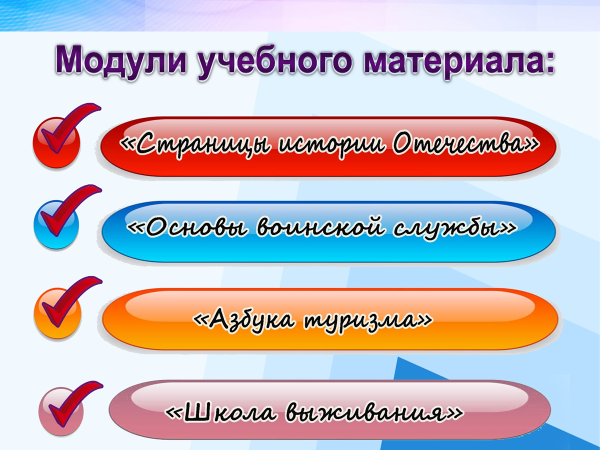 Модули учебного материала:
«Страницы истории Отечества»
«Основы воинской службы»
«Азбука туризма»
«Школа выживания»